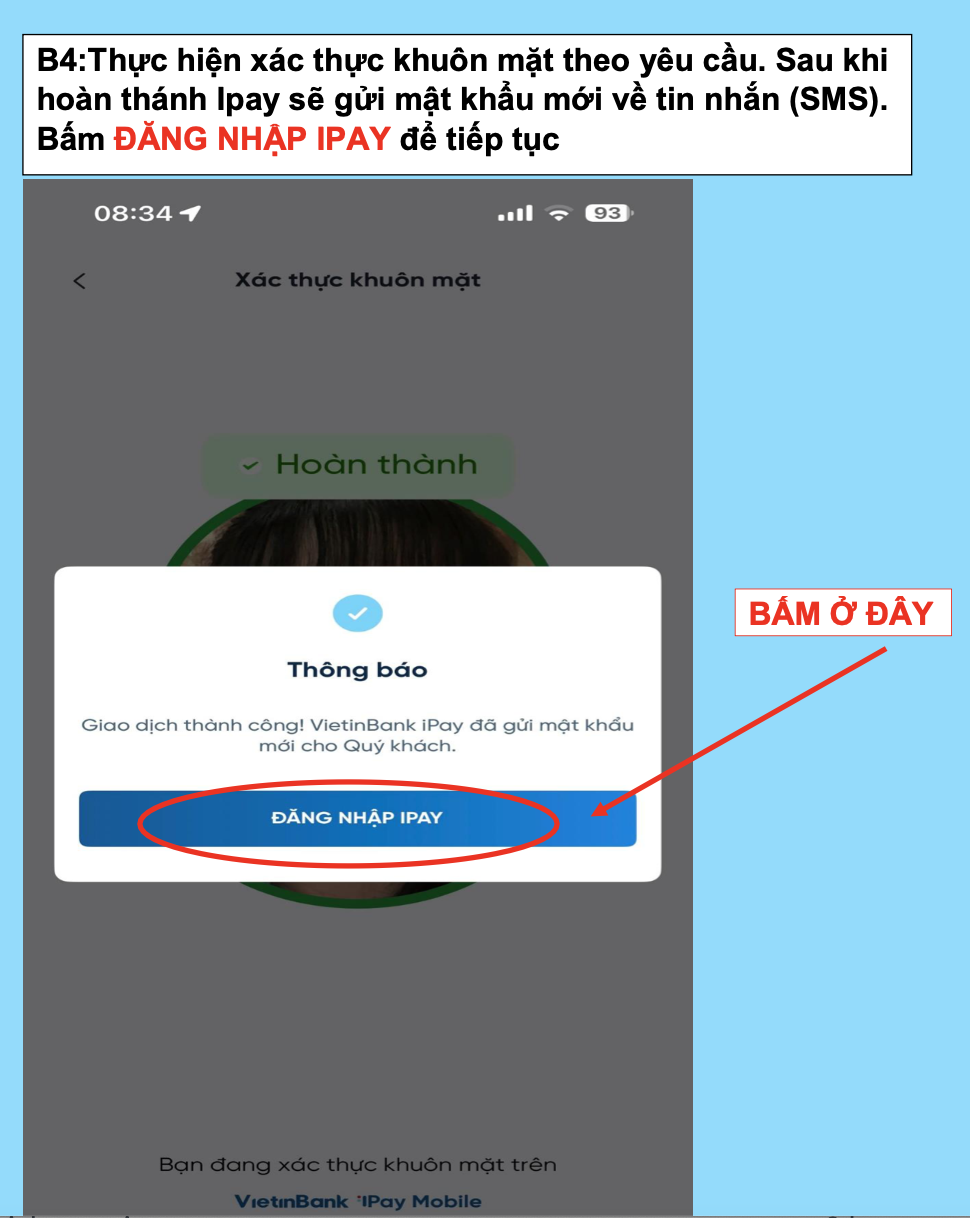 B4:Thực hiện xác thực khuôn mặt theo yêu cầu. Sau khi
hoàn thánh Ipay sẽ gửi mật khẩu mới về tin nhắn (SMS).
Bấm ĐĂNG NHẬP IPAY để tiếp tục
08:34
93
Xác thực khuôn mặt
Hoàn thành
Thông báo
Giao dịch thành công! VietinBank iPay đã gửi mật khẩu
mới cho Quý khách.
ĐĂNG NHẬP IPAY
BẤM Ở ĐÂY
Bạn đang xác thực khuôn mặt trên
VietinBank iPay Mobile